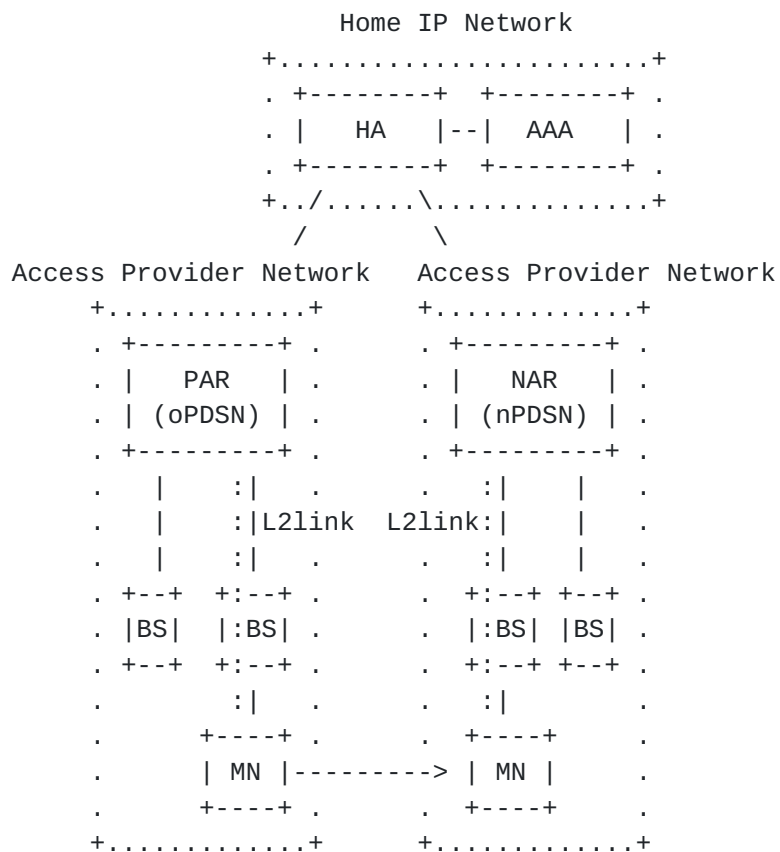 Home IP Network
+........................+
. +--------+  +--------+ .
. |   HA   |--|  AAA   | .
. +--------+  +--------+ .
+../......\..............+
/        \
Access Provider Network   Access Provider Network
+.............+      +.............+
. +---------+ .      . +---------+ .
. |   PAR   | .      . |   NAR   | .
. | (oPDSN) | .      . | (nPDSN) | .
. +---------+ .      . +---------+ .
.   |    :|   .      .   :|    |   .
.   |    :|L2link  L2link:|    |   .
.   |    :|   .      .   :|    |   .
. +--+  +:--+ .      .  +:--+ +--+ .
. |BS|  |:BS| .      .  |:BS| |BS| .
. +--+  +:--+ .      .  +:--+ +--+ .
.        :|   .      .   :|        .
.      +----+ .      .  +----+     .
.      | MN |---------> | MN |     .
.      +----+ .      .  +----+     .
+.............+      +.............+